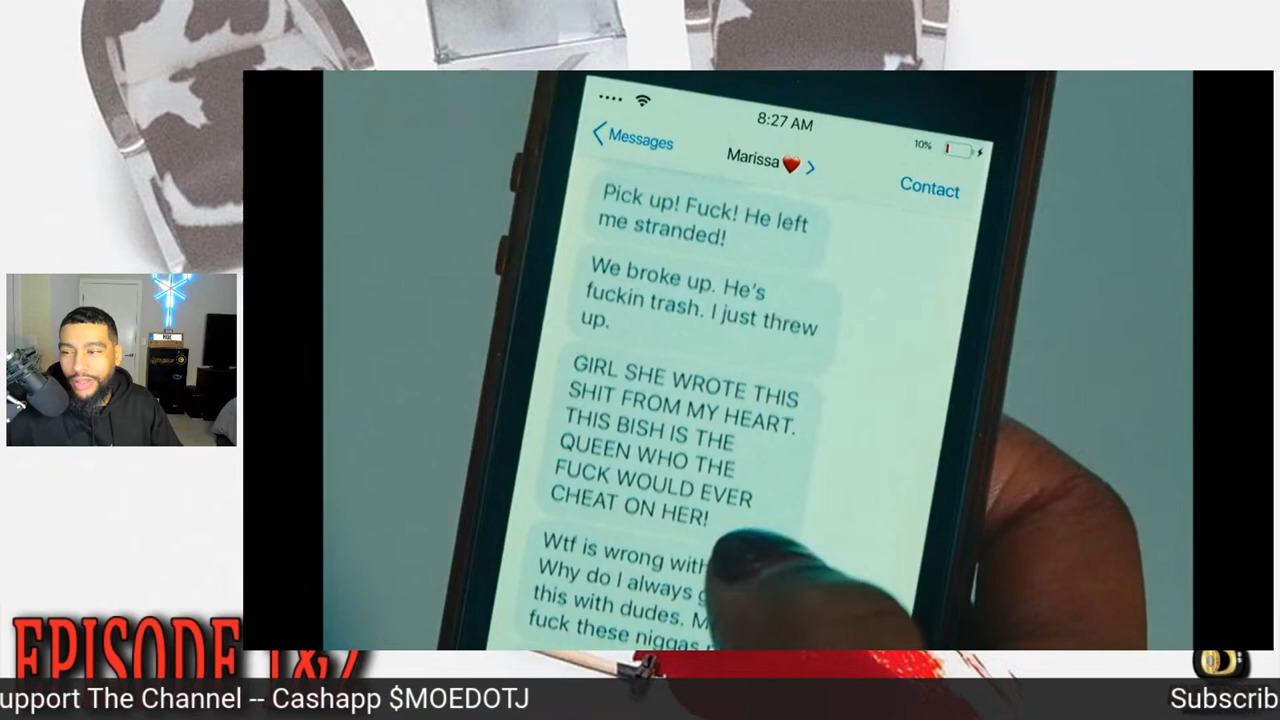 8:27 AM
10%
Messages
Marissa
Contact
Pick up! Fuck! He left
me stranded!
We broke up. He's
fuckin trash. I just threw
up.
GIRL SHE WROTE THIS
SHIT FROM MY HEART.
THIS BISH IS THE
QUEEN WHO THE
FUCK WOULD EVER
CHEAT ON HER!
Wtf is wrong with
Why do I always
this with dudes.
fuck these niggas
EPISODE 1&2
upport The Channel -- Cashapp $MOEDOTJ
Subscrib